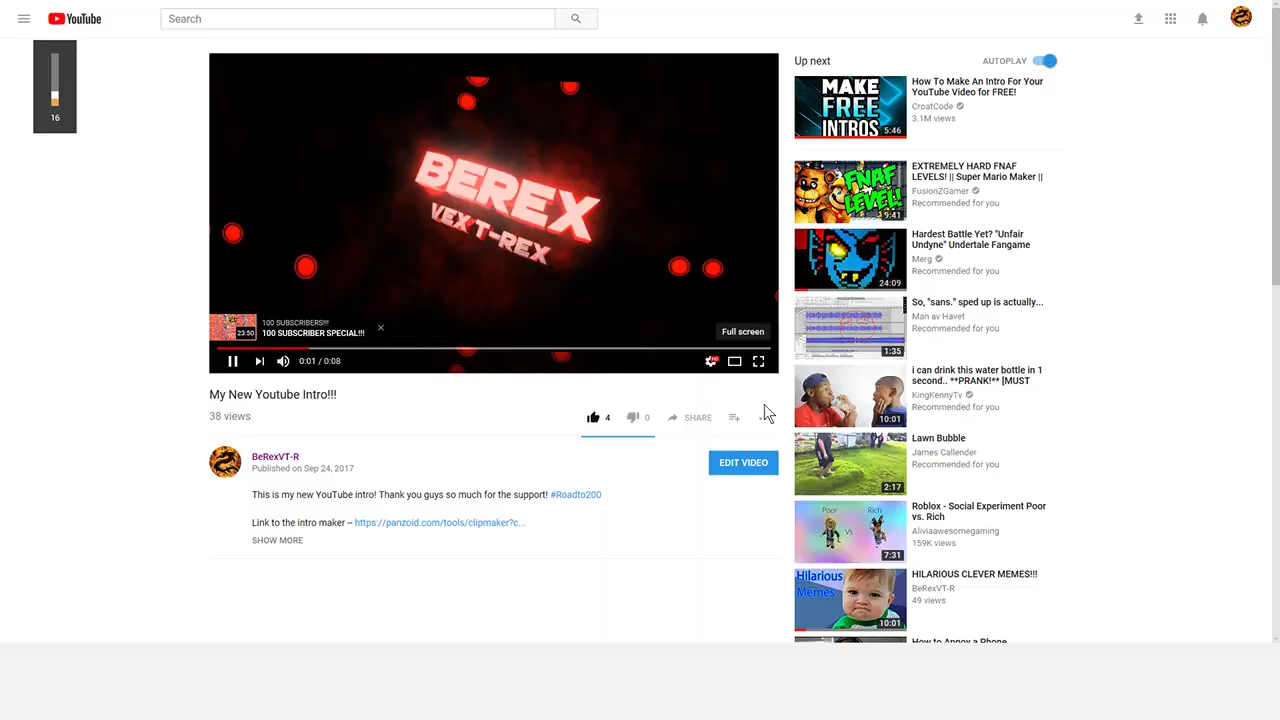 YouTube
Search
16
BEREX
VEX T-REX
100 SUBSCRIBERS!!!
100 SUBSCRIBER SPECIAL!!!
23:50
Full screen
0:01 / 0:08
HD
My New Youtube Intro!!!
38 views
4
0
SHARE
BeRexVT-R
Published on Sep 24, 2017
EDIT VIDEO
This is my new YouTube intro! Thank you guys so much for the support! #Roadto200
Link to the intro maker -- https://panzoid.com/tools/clipmaker?c...
SHOW MORE
Up next
AUTOPLAY
MAKE
FREE
INTROS
5:46
How To Make An Intro For Your
YouTube Video for FREE!
CroatCode
3.1M views
FNAF
LEVEL!
9:41
EXTREMELY HARD FNAF
LEVELS! || Super Mario Maker ||
FusionZGamer
Recommended for you
24:09
Hardest Battle Yet? "Unfair
Undyne" Undertale Fangame
Merg
Recommended for you
1:35
So, "sans." sped up is actually...
Man av Havet
Recommended for you
10:01
i can drink this water bottle in 1
second.. **PRANK!** [MUST
KingKennyTv
Recommended for you
2:17
Lawn Bubble
James Callender
Recommended for you
Poor
Vs
Rich
7:31
Roblox - Social Experiment Poor
vs. Rich
Aliviaawesomegaming
159K views
Hilarious
Memes
10:01
HILARIOUS CLEVER MEMES!!!
BeRexVT-R
49 views
How to Annoy a Phone